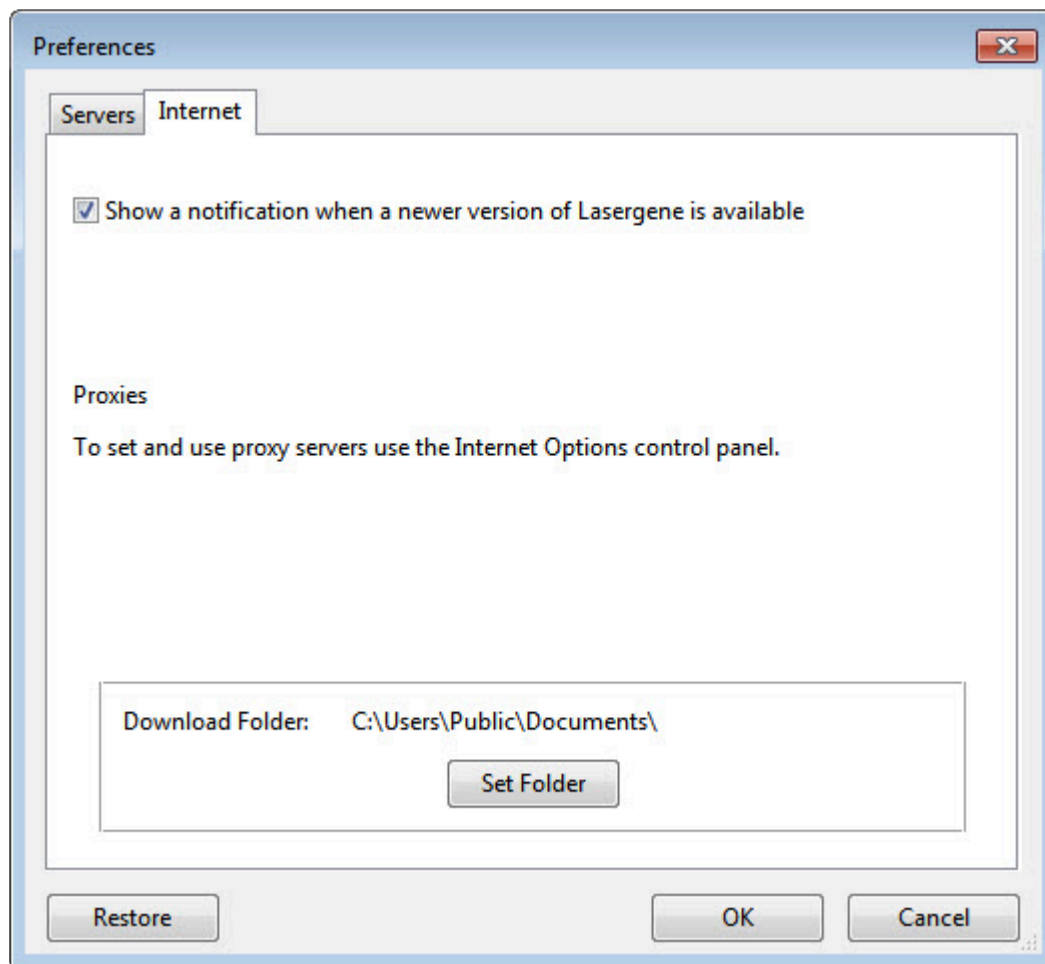 Preferences
Servers
Internet
Show a notification when a newer version of Lasergene is available
Proxies
To set and use proxy servers use the Internet Options control panel.
Download Folder: C:\Users\Public\Documents\
Set Folder
Restore
OK
Cancel